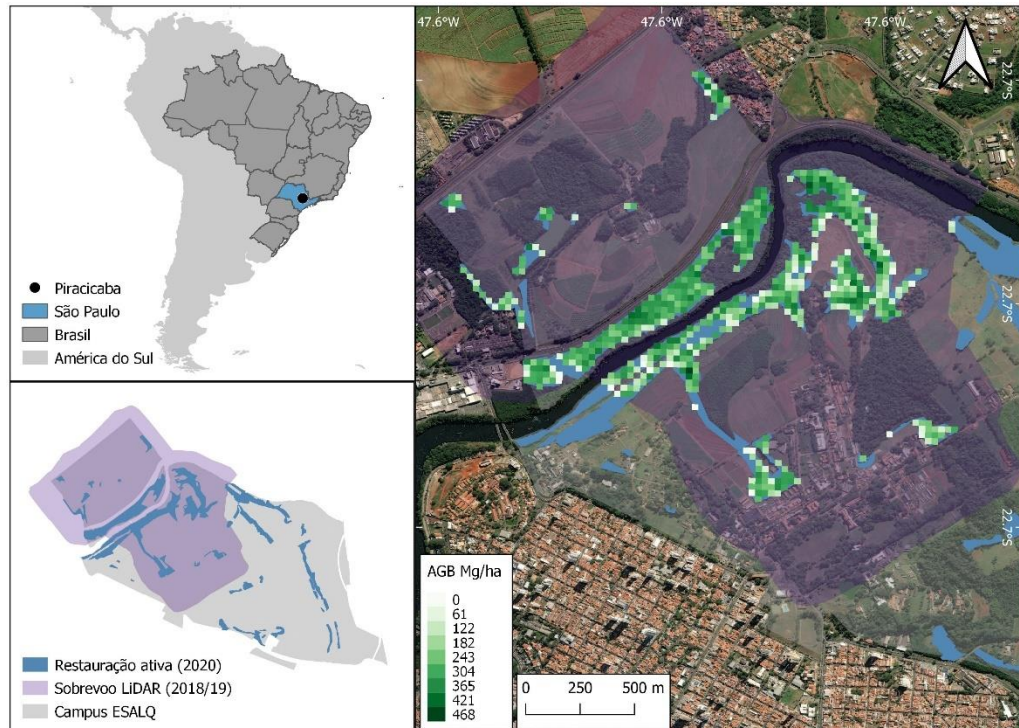 Piracicaba
São Paulo
Brasil
América do Sul
Restauração ativa (2020)
Sobrevoo LiDAR (2018/19)
Campus ESALQ
47.6°W 47.6°W 47.6°W
22.7°S
22.7°S
22.7°S
AGB Mg/ha
0
61
122
182
243
304
365
421
468
0 250 500 m